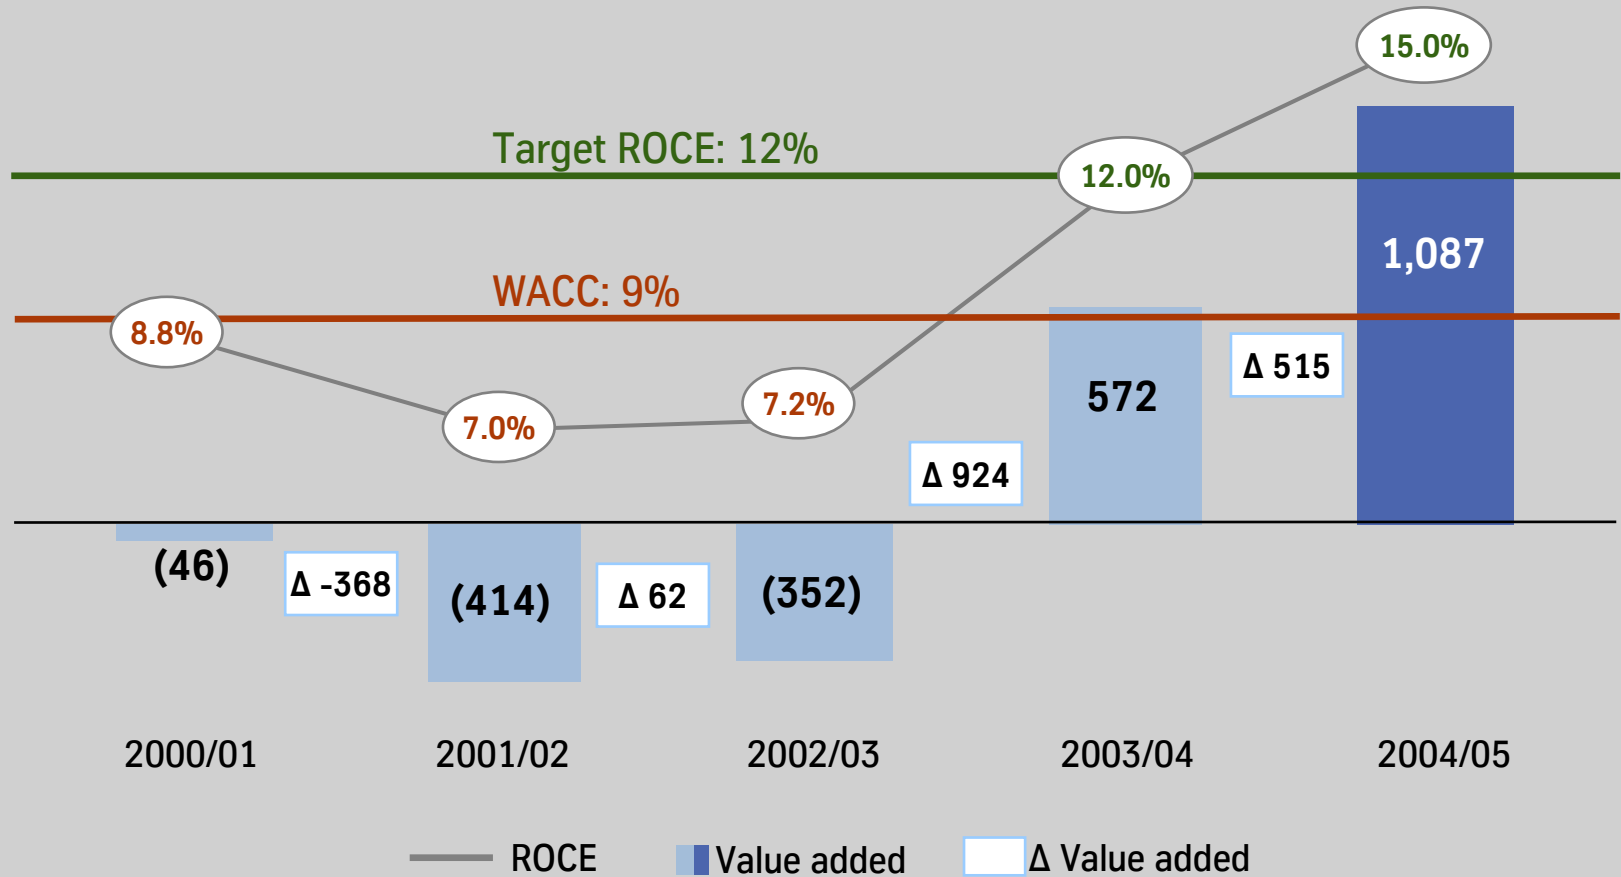 15.0%
Target ROCE: 12%
12.0%
1,087
WACC: 9%
8.8%
Δ 515
572
7.2%
7.0%
Δ 924
(46)
Δ -368
(414)
Δ 62
(352)
2000/01 2001/02 2002/03 2003/04 2004/05
ROCE Value added Δ Value added